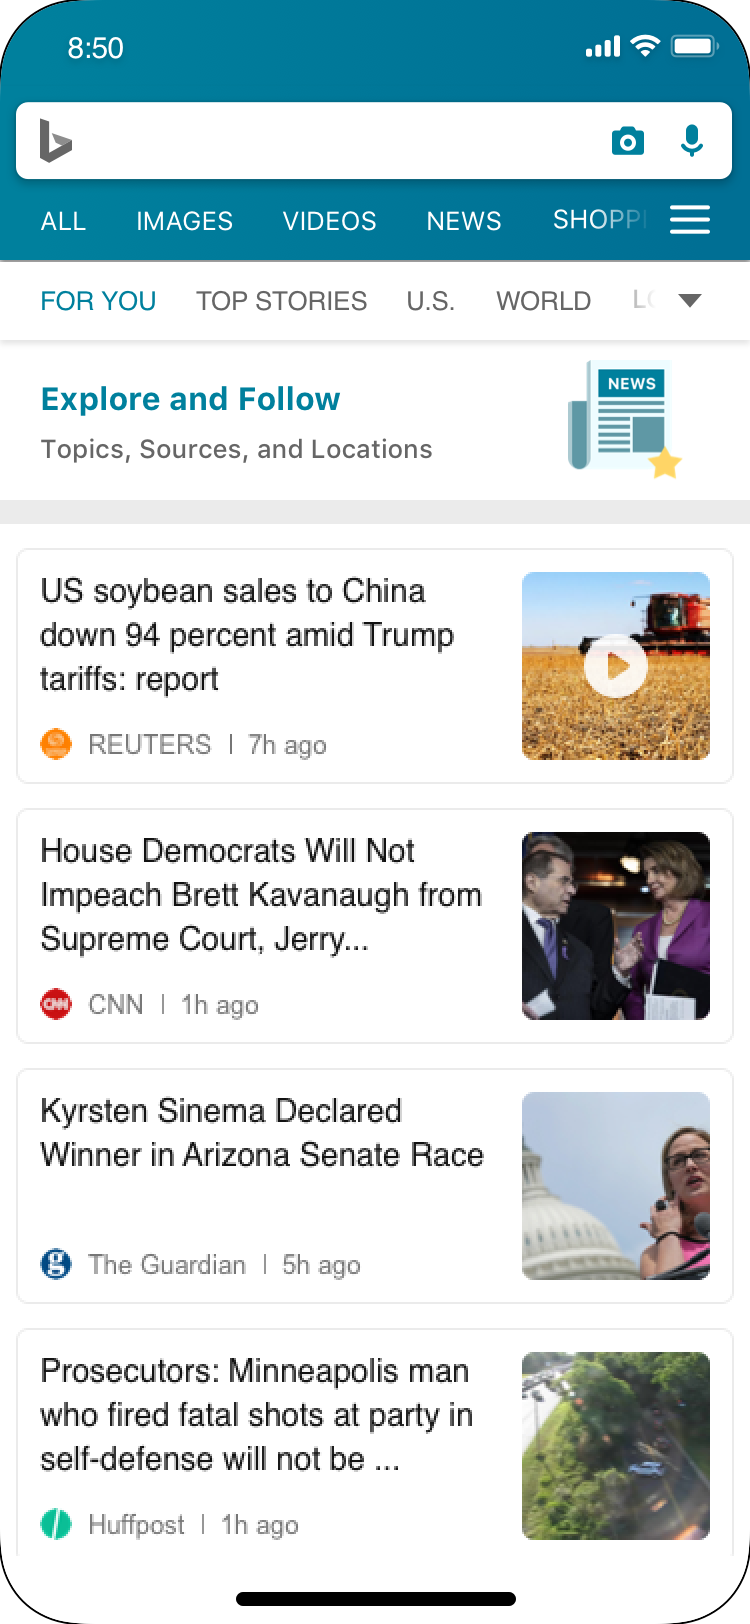 8:50
ALL IMAGES VIDEOS NEWS SHOPPI
FOR YOU TOP STORIES U.S. WORLD LO
Explore and Follow
NEWS
Topics, Sources, and Locations
US soybean sales to China
down 94 percent amid Trump
tariffs: report
REUTERS | 7h ago
House Democrats Will Not
Impeach Brett Kavanaugh from
Supreme Court, Jerry...
CNN
CNN | 1h ago
Kyrsten Sinema Declared
Winner in Arizona Senate Race
g
The Guardian | 5h ago
Prosecutors: Minneapolis man
who fired fatal shots at party in
self-defense will not be ...
Huffpost | 1h ago